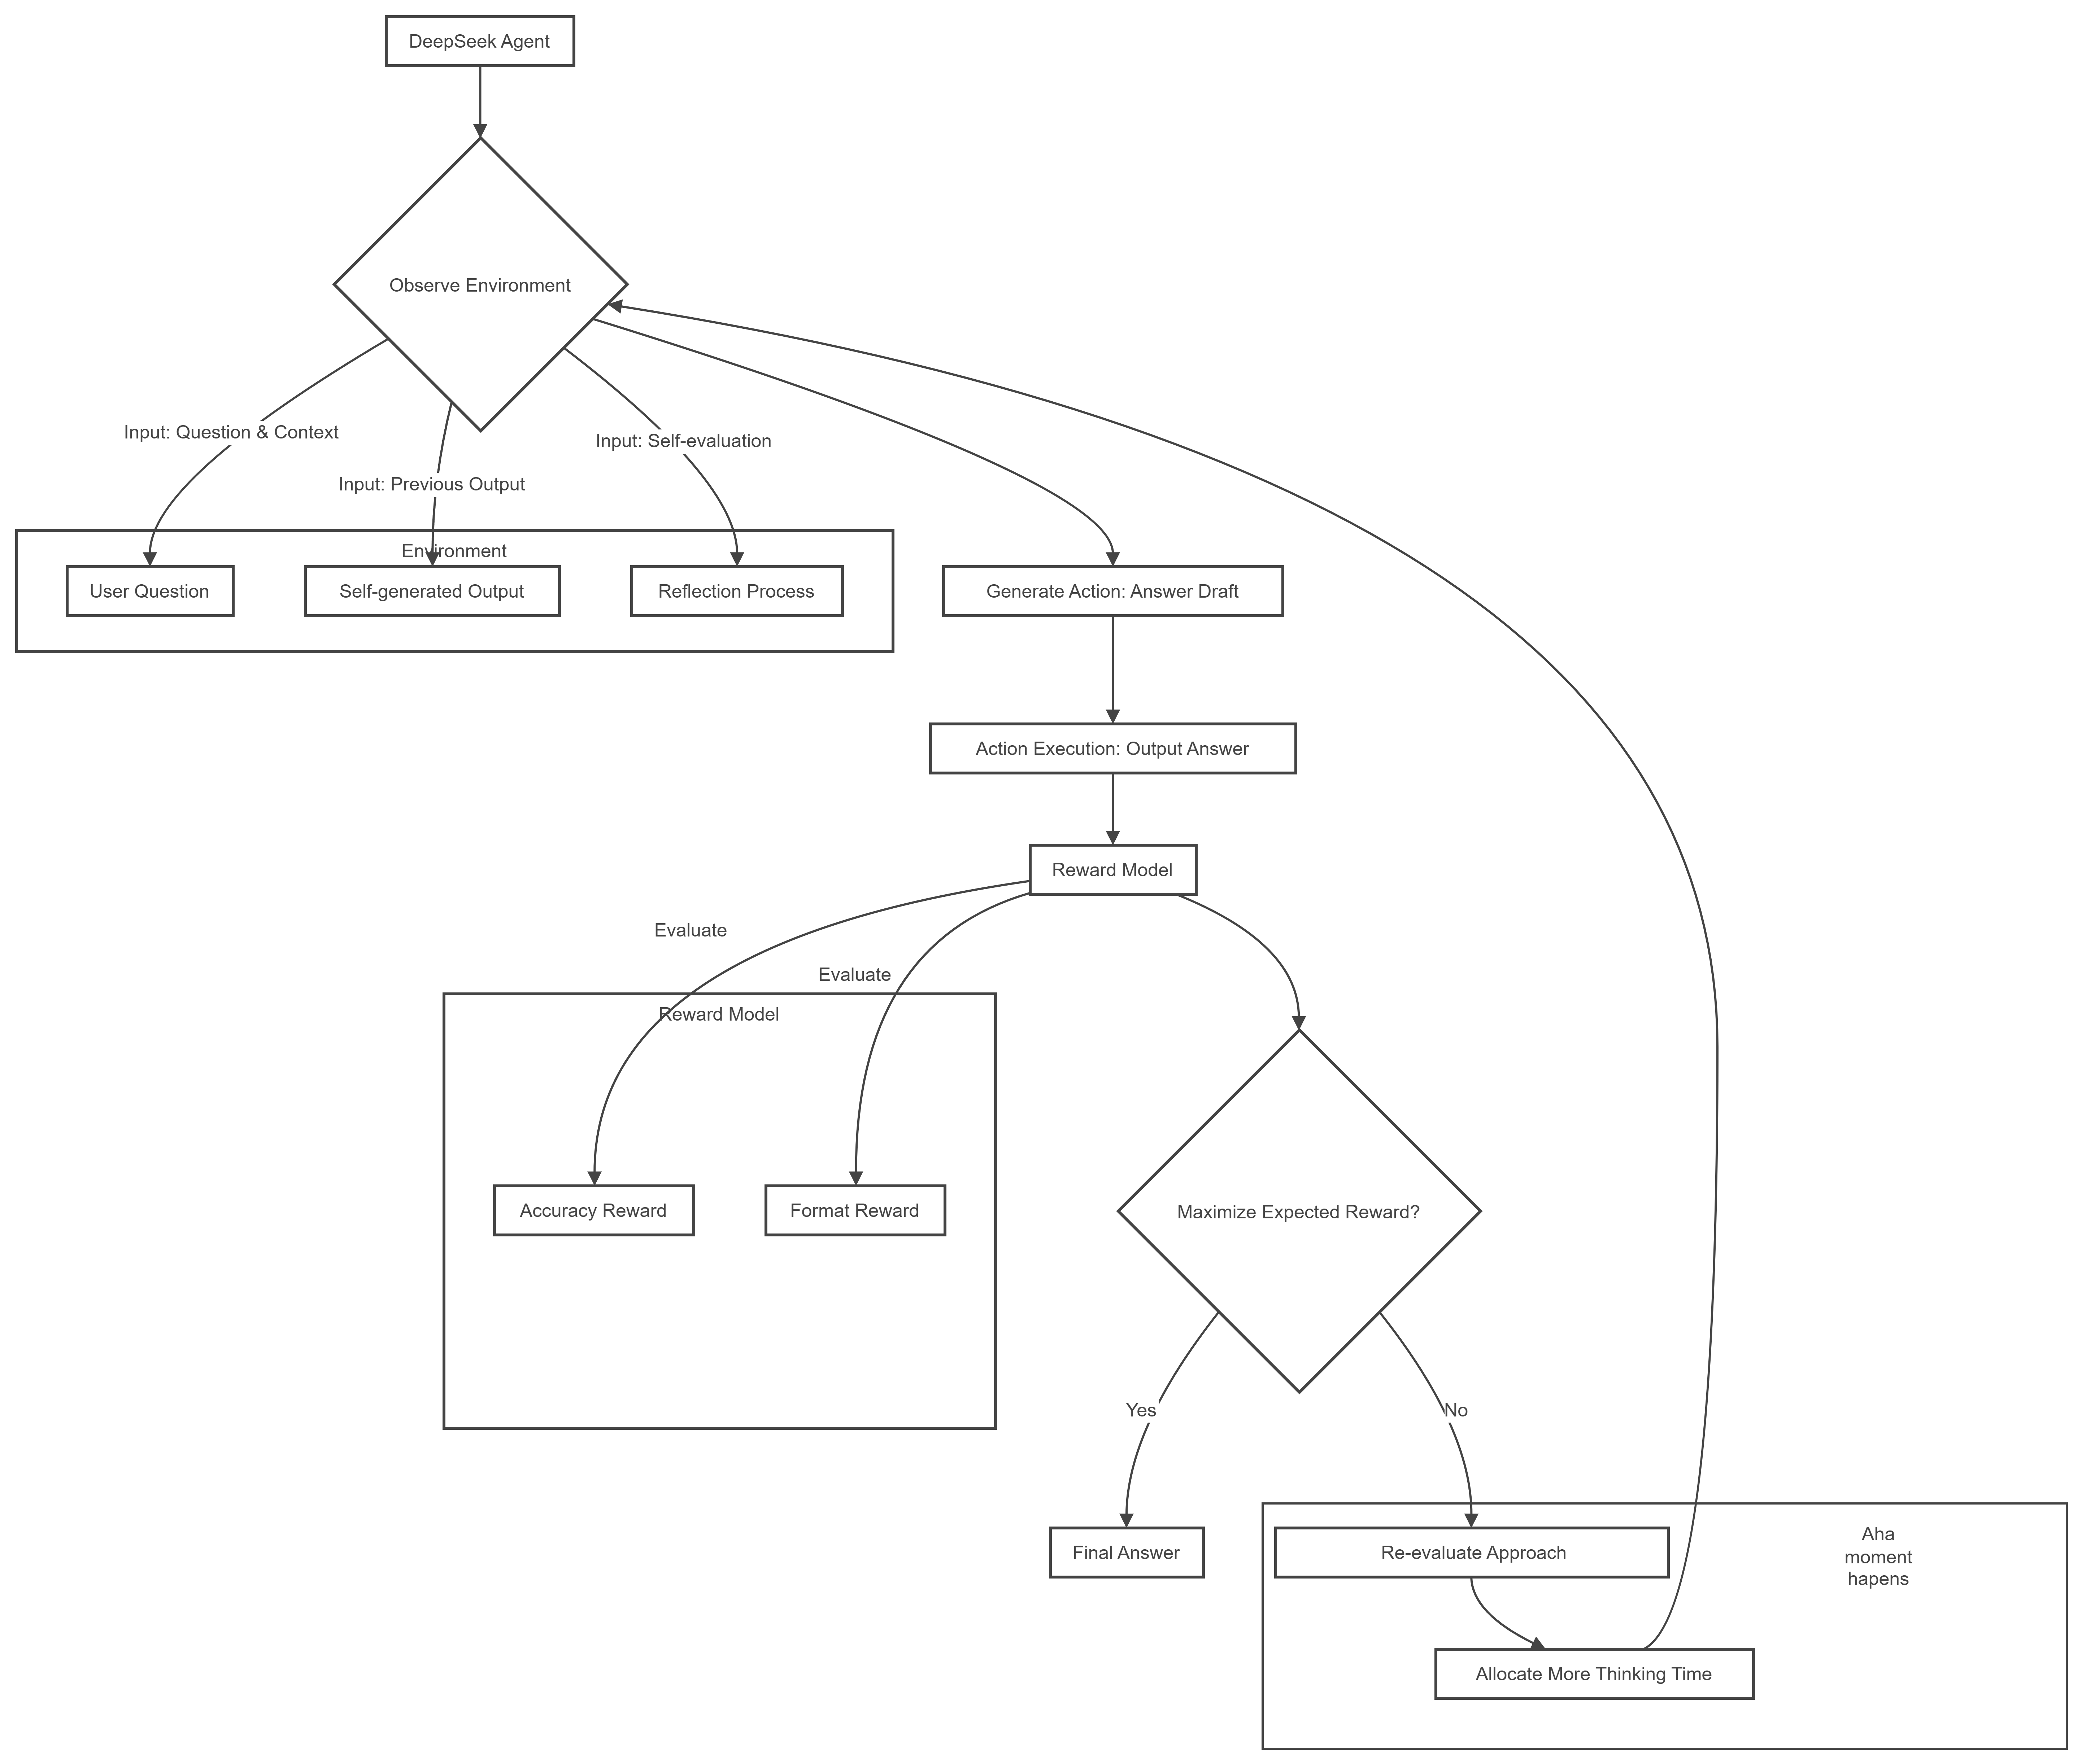 DeepSeek Agent
Observe Environment
Input: Question & Context
Input: Self-evaluation
Input: Previous Output
Environment
User Question
Self-generated Output
Reflection Process
Generate Action: Answer Draft
Action Execution: Output Answer
Reward Model
Evaluate
Evaluate
Reward Model
Accuracy Reward
Format Reward
Maximize Expected Reward?
Yes
No
Final Answer
Re-evaluate Approach
Aha
moment
hapens
Allocate More Thinking Time